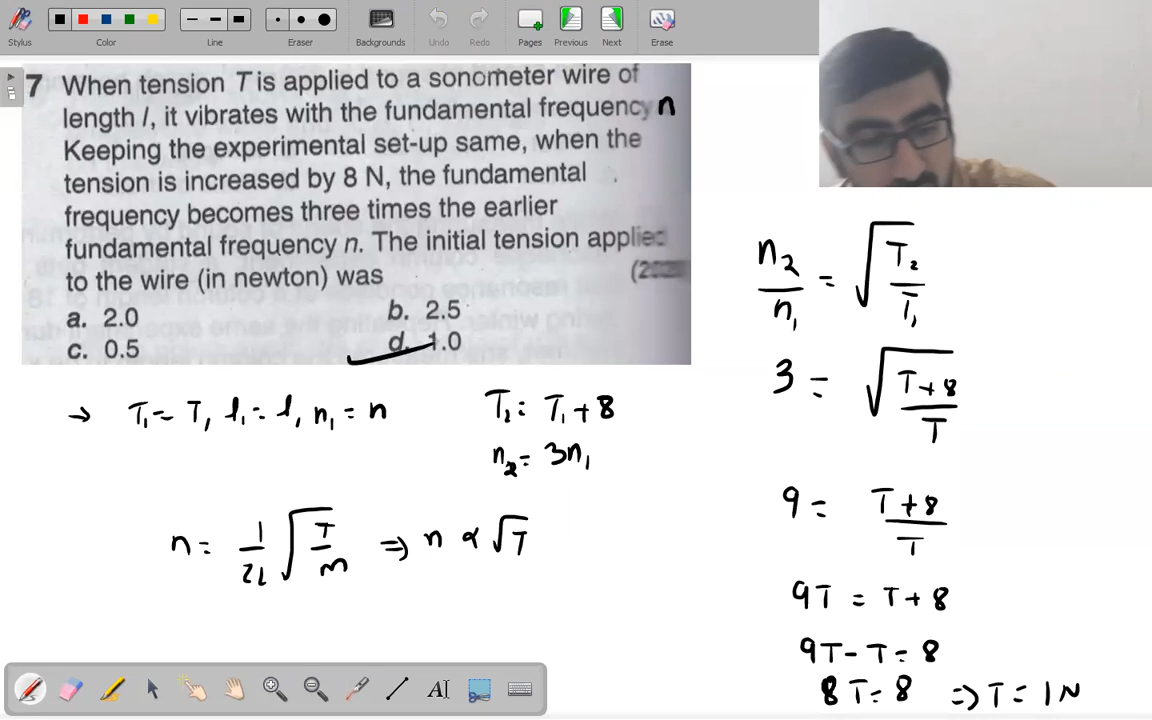 Stylus Color Line Eraser Backgrounds Undo Redo Pages Previous Next Erase
7 When tension T is applied to a sonometer wire of
length l, it vibrates with the fundamental frequency n
Keeping the experimental set-up same, when the
tension is increased by 8 N, the fundamental
frequency becomes three times the earlier
fundamental frequency n. The initial tension applied
to the wire (in newton) was
a. 2.0 b. 2.5
c. 0.5 d. 1.0
→ T₁ = T, l₁ = l, n₁ = n T₂ = T₁ + 8
n₂ = 3n₁
n = 1/2l √(T/m) ⇒ n ∝ √T
n₂/n₁ = √(T₂/T₁)
3 = √((T+8)/T)
9 = (T+8)/T
9T = T + 8
9T - T = 8
8T = 8 ⇒ T = 1N